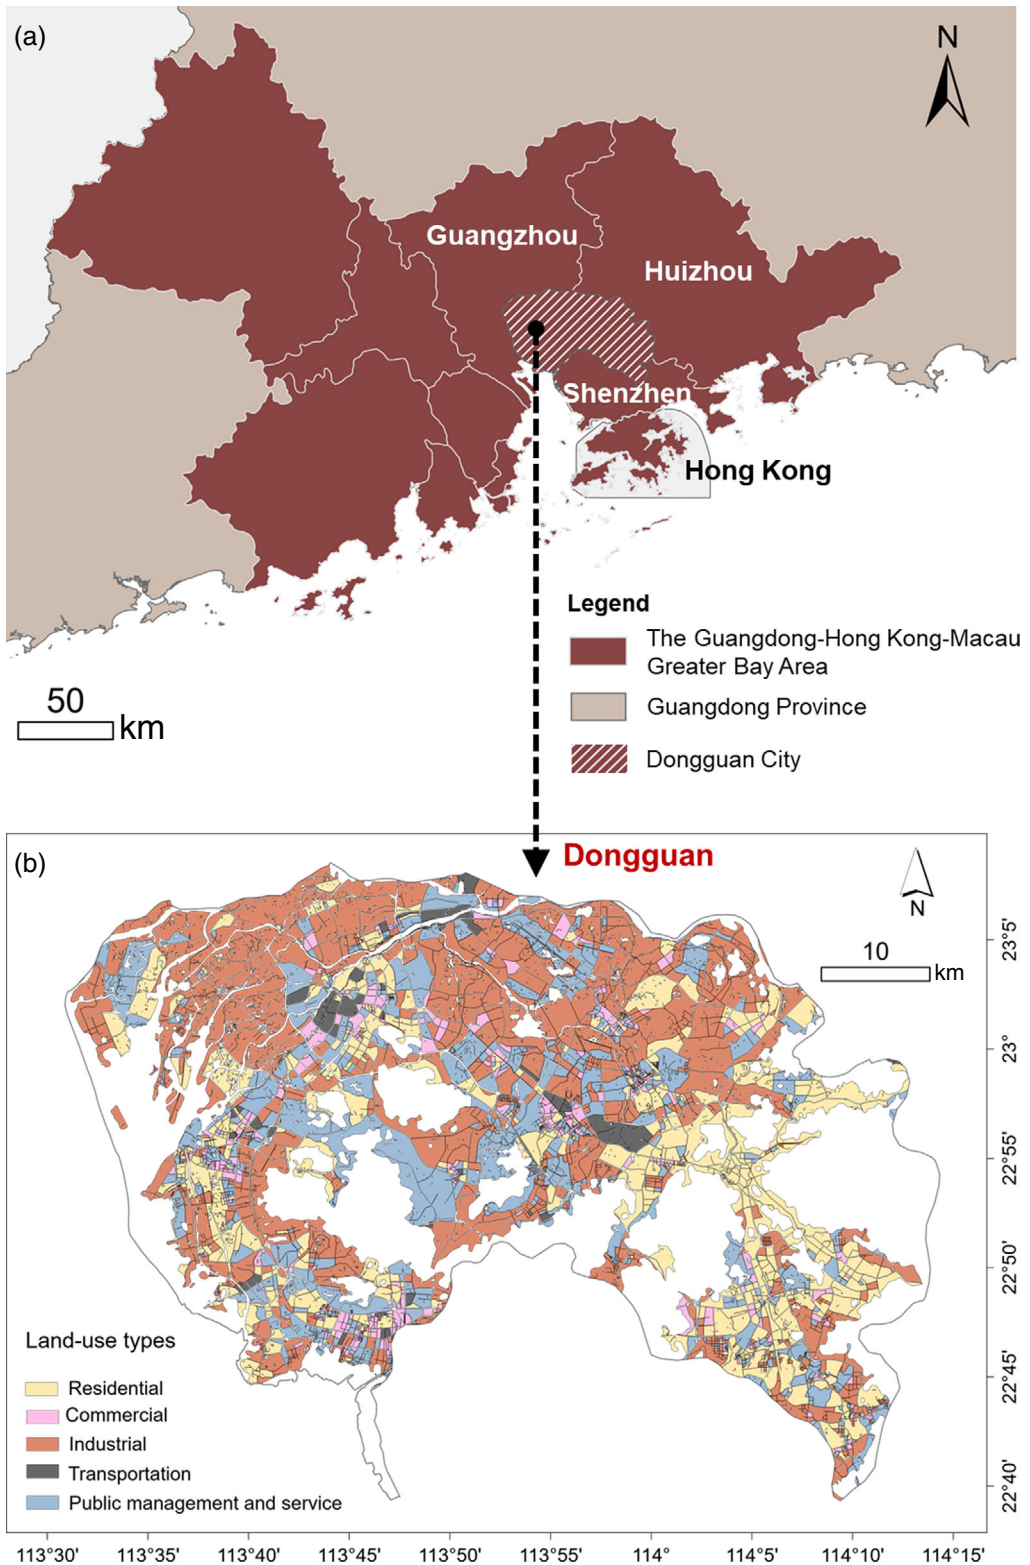 (a)
N
Guangzhou
Huizhou
Shenzhen
Hong Kong
Legend
The Guangdong-Hong Kong-Macau
Greater Bay Area
Guangdong Province
Dongguan City
50
km
(b)
Dongguan
N
10
km
23°5'
23°
22°55'
22°50'
22°45'
22°40'
Land-use types
Residential
Commercial
Industrial
Transportation
Public management and service
113°30' 113°35' 113°40' 113°45' 113°50' 113°55' 114° 114°5' 114°10' 114°15'